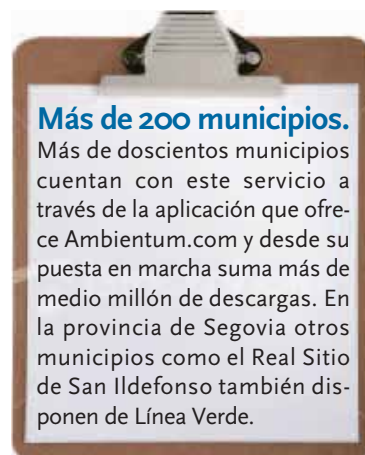 Más de 200 municipios.
Más de doscientos municipios
cuentan con este servicio a
través de la aplicación que ofre-
ce Ambientum.com y desde su
puesta en marcha suma más de
medio millón de descargas. En
la provincia de Segovia otros
municipios como el Real Sitio
de San Ildefonso también dis-
ponen de Línea Verde.